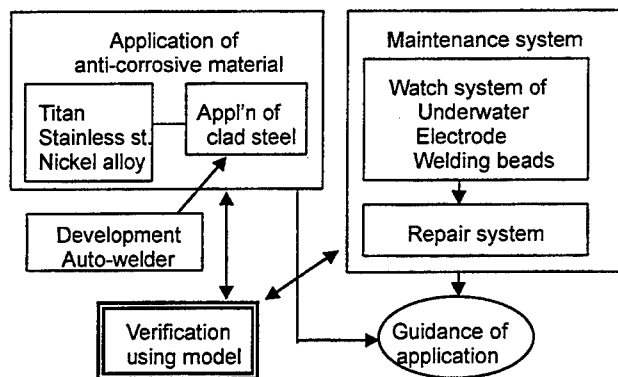 Application of
anti-corrosive material
Titan
Stainless st.
Nickel alloy
Appl'n of
clad steel
Development
Auto-welder
Verification
using model
Maintenance system
Watch system of
Underwater
Electrode
Welding beads
Repair system
Guidance of
application